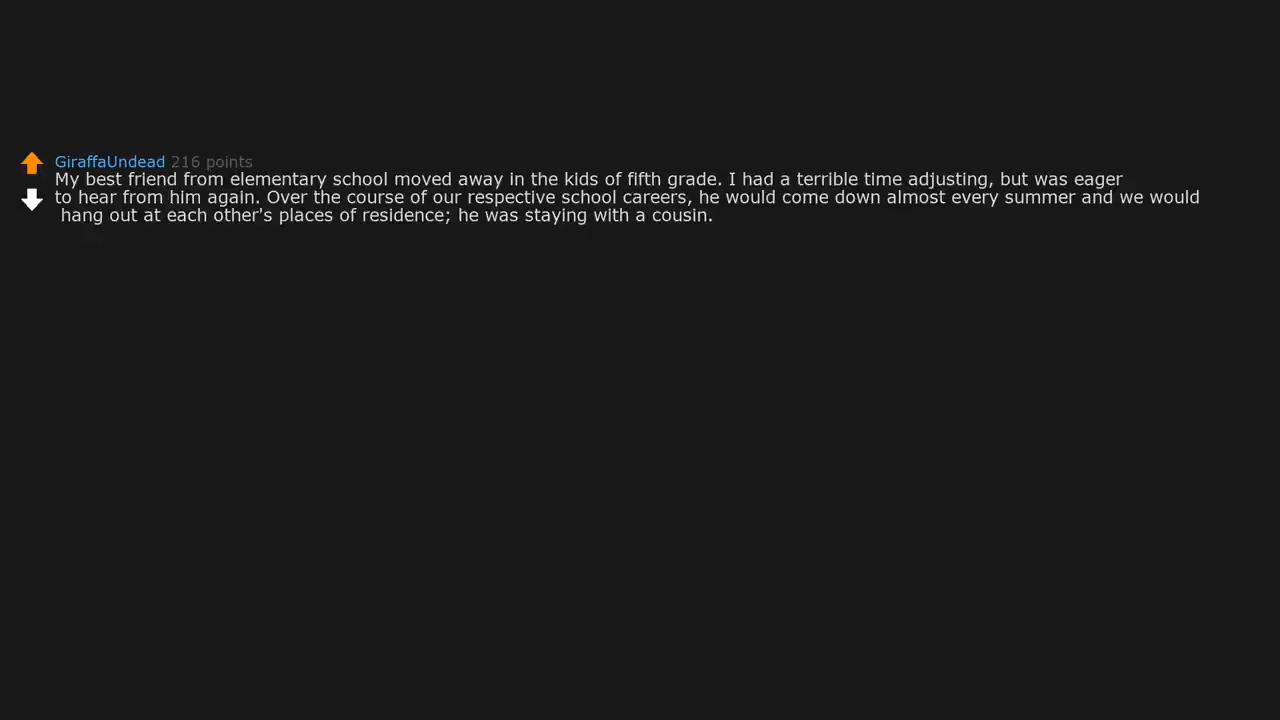 GiraffaUndead 216 points
My best friend from elementary school moved away in the kids of fifth grade. I had a terrible time adjusting, but was eager
to hear from him again. Over the course of our respective school careers, he would come down almost every summer and we would
hang out at each other's places of residence; he was staying with a cousin.